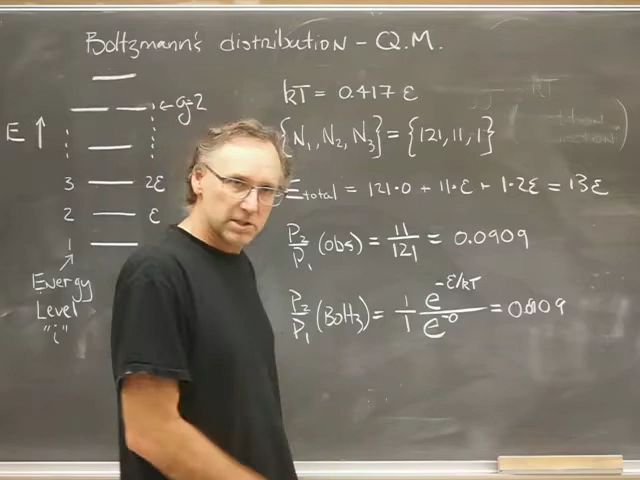 Boltzmann's distribution - Q.M.
kT = 0.417 ε
← g=2
E ↑
{N₁, N₂, N₃} = {121, 11, 1}
3 2ε
E total = 121·0 + 11·ε + 1·2ε = 13ε
2 ε
P₂/P₁ (obs) = 11/121 = 0.0909
1
Energy
Level
"i"
P₂/P₁ (Boltz) = 1/1 e^(-ε/kT)/e^(-0) = 0.0909
kT